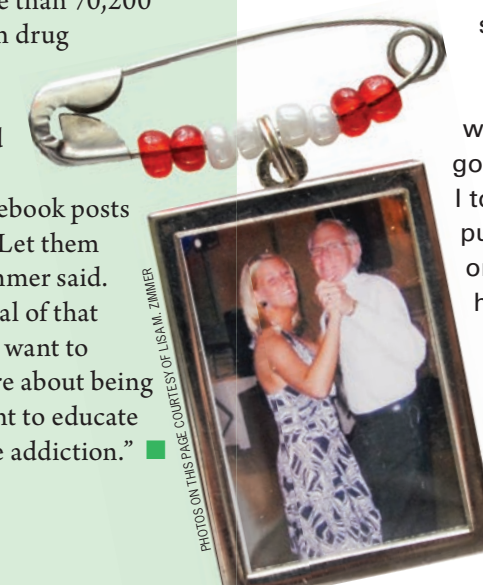 e than 70,200
n drug
ebook posts
Let them
mmer said.
al of that
want to
re about being
nt to educate
e addiction.”
PHOTOS ON THIS PAGE COURTESY OF LISA M. ZIMMER
s
w
go
I to
pu
o
h